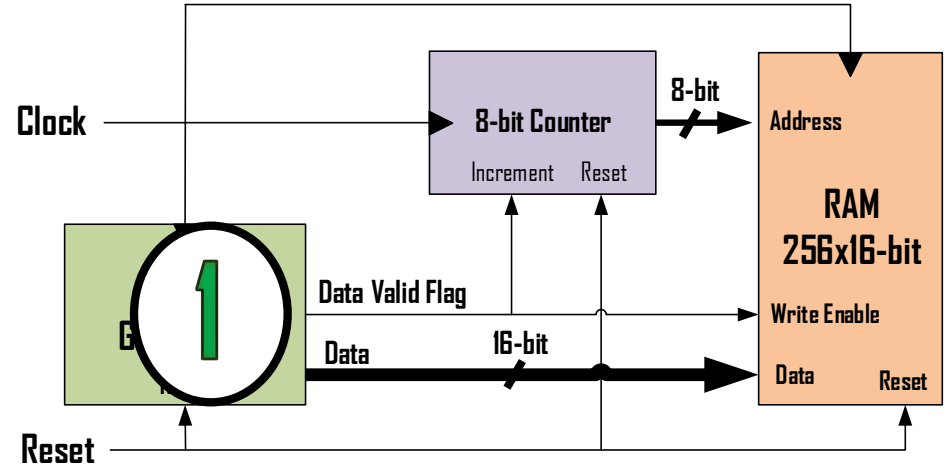 8-bit
Clock
8-bit Counter
Address
Increment Reset
RAM
256x16-bit
1
Data Valid Flag
Write Enable
G
16-bit
Data
Data
Reset
Reset